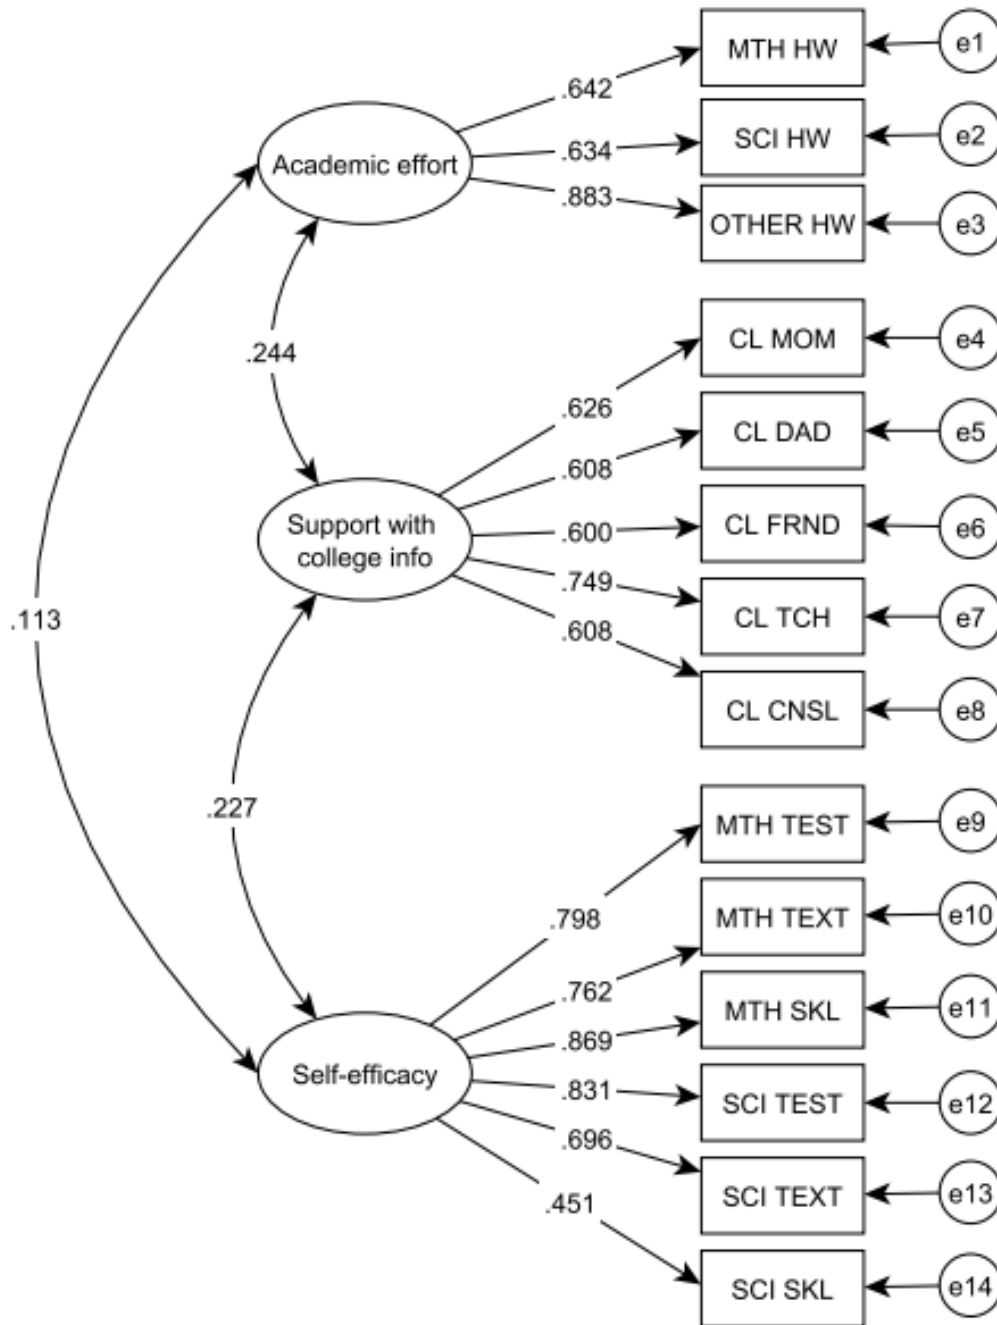 MTH HW
e1
.642
SCI HW
e2
.634
Academic effort
.883
OTHER HW
e3
.244
CL MOM
e4
.626
CL DAD
e5
.608
Support with
college info
.600
CL FRND
e6
.749
CL TCH
e7
.608
.113
CL CNSL
e8
.227
MTH TEST
e9
.798
MTH TEXT
e10
.762
MTH SKL
e11
.869
Self-efficacy
.831
SCI TEST
e12
.696
SCI TEXT
e13
.451
SCI SKL
e14